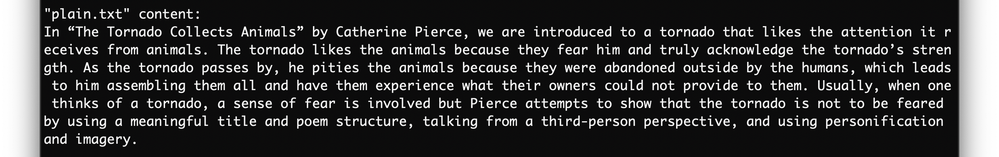 "plain.txt" content:
In “The Tornado Collects Animals” by Catherine Pierce, we are introduced to a tornado that likes the attention it r
eceives from animals. The tornado likes the animals because they fear him and truly acknowledge the tornado’s stren
gth. As the tornado passes by, he pities the animals because they were abandoned outside by the humans, which leads
 to him assembling them all and have them experience what their owners could not provide to them. Usually, when one
 thinks of a tornado, a sense of fear is involved but Pierce attempts to show that the tornado is not to be feared
by using a meaningful title and poem structure, talking from a third-person perspective, and using personification
and imagery.